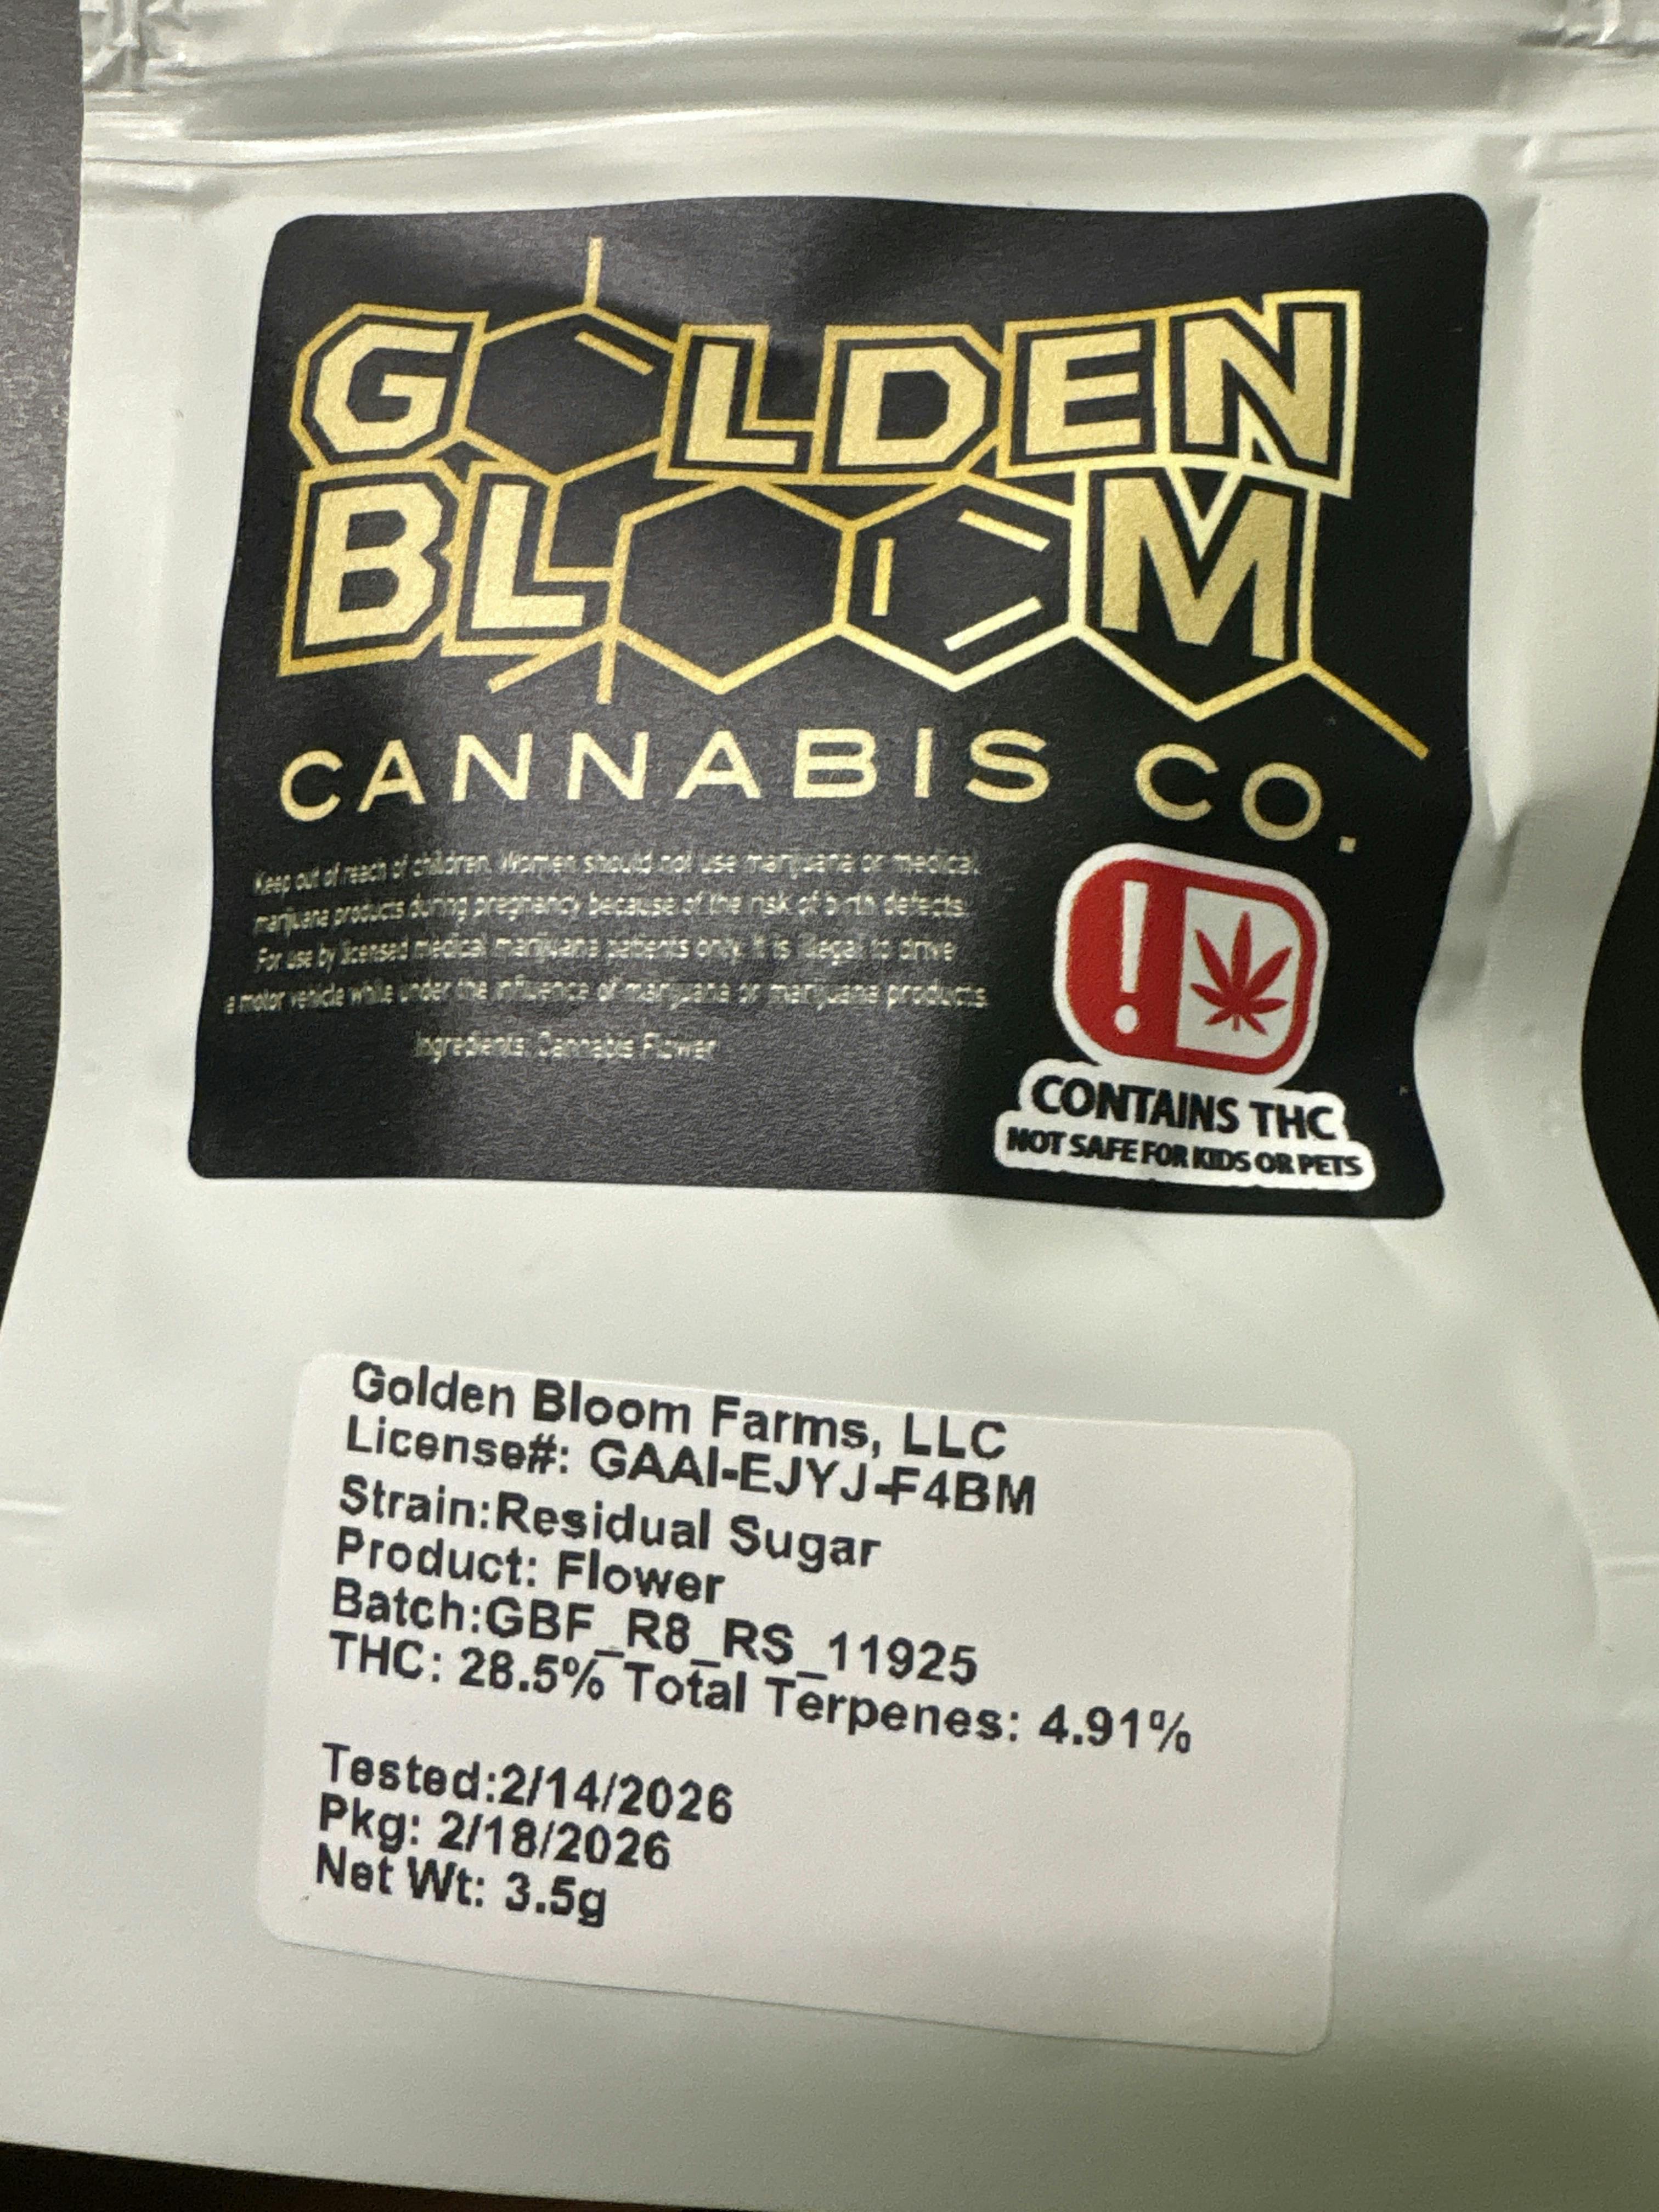 GOLDEN
BLOOM
CANNABIS CO.
Keep out of reach of children. Women should not use marijuana or medical
marijuana products during pregnancy because of the risk of birth defects.
For use by licensed medical marijuana patients only. It is illegal to drive
a motor vehicle while under the influence of marijuana or marijuana products.
Ingredients: Cannabis Flower
CONTAINS THC
NOT SAFE FOR KIDS OR PETS
Golden Bloom Farms, LLC
License#: GAAI-EJYJ-F4BM
Strain:Residual Sugar
Product: Flower
Batch:GBF_R8_RS_11925
THC: 28.5% Total Terpenes: 4.91%
Tested:2/14/2026
Pkg: 2/18/2026
Net Wt: 3.5g